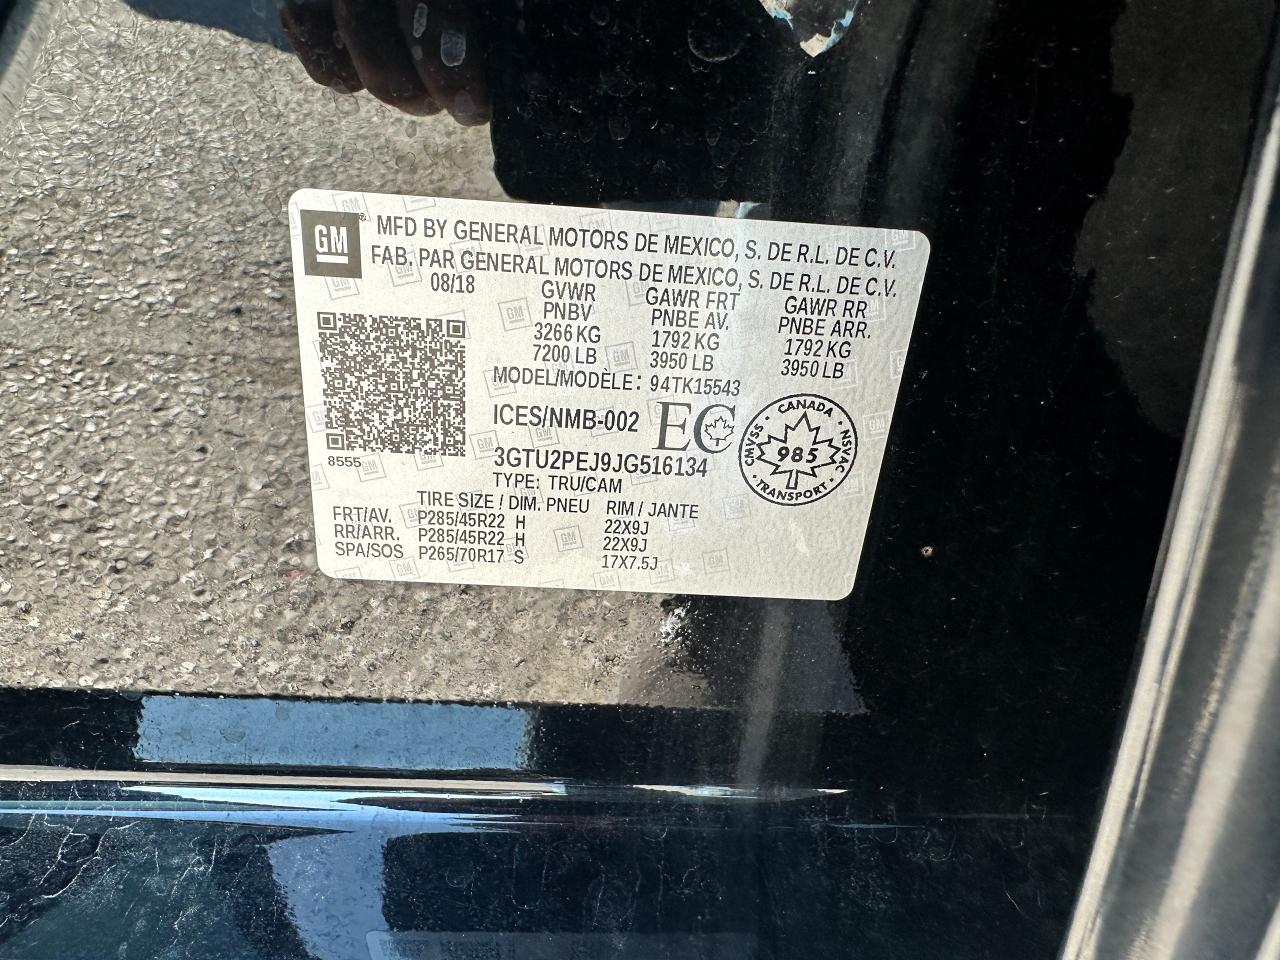 GM
MFD BY GENERAL MOTORS DE MEXICO, S. DE R.L. DE C.V.
FAB. PAR GENERAL MOTORS DE MEXICO, S. DE R.L. DE C.V.
08/18 GVWR GAWR FRT GAWR RR
PNBV PNBE AV. PNBE ARR.
3266 KG 1792 KG 1792 KG
7200 LB 3950 LB 3950 LB
MODEL/MODÈLE: 94TK15543
ICES/NMB-002 EC
CANADA
CMVSS 985 NSVAC
TRANSPORT
8555
3GTU2PEJ9JG516134
TYPE: TRU/CAM
TIRE SIZE / DIM. PNEU RIM / JANTE
FRT/AV. P285/45R22 H 22X9J
RR/ARR. P285/45R22 H 22X9J
SPA/SOS P265/70R17 S 17X7.5J